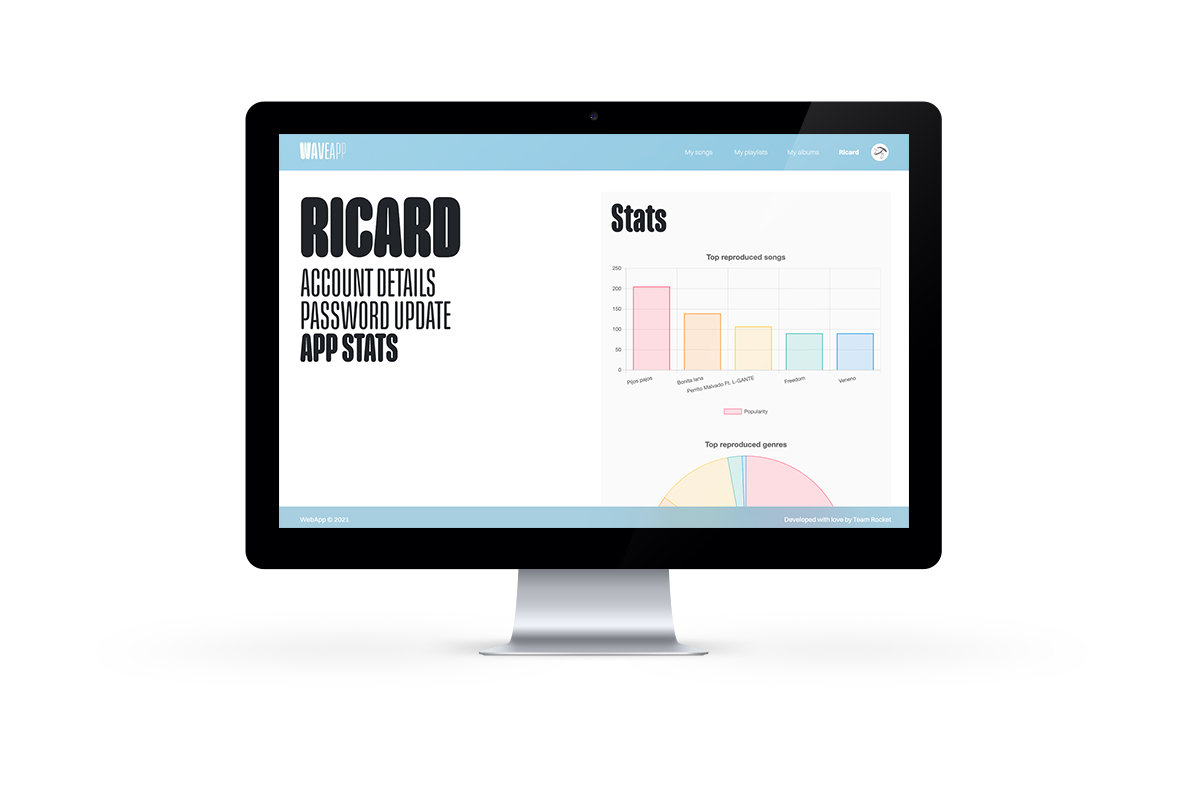 WAVEAPP
My songs
My playlists
My albums
Ricard
RICARD
ACCOUNT DETAILS
PASSWORD UPDATE
APP STATS
Stats
Top reproduced songs
250
200
150
100
50
0
Pijos pajos
Bonita lana
Perrito Malvado Ft. L-GANTE
Freedom
Veneno
Popularity
Top reproduced genres
WebApp © 2021
Developed with love by Team Rocket